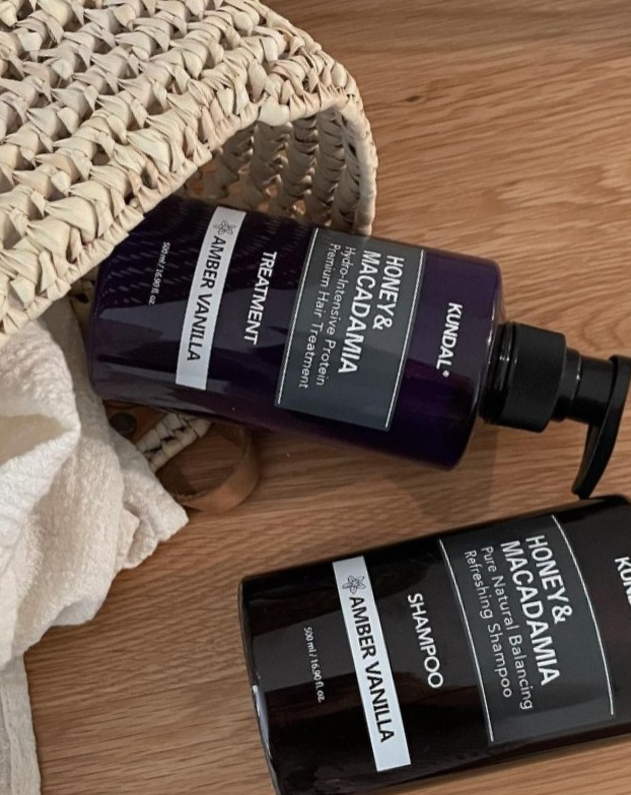 KUNDAL®
HONEY&
MACADAMIA
Hydro-Intensive Protein
Premium Hair Treatment
TREATMENT
AMBER VANILLA
500 ml / 16.90 fl. oz.
HONEY&
MACADAMIA
Pure Natural Balancing
Refreshing Shampoo
SHAMPOO
AMBER VANILLA
500 ml / 16.90 fl. oz.